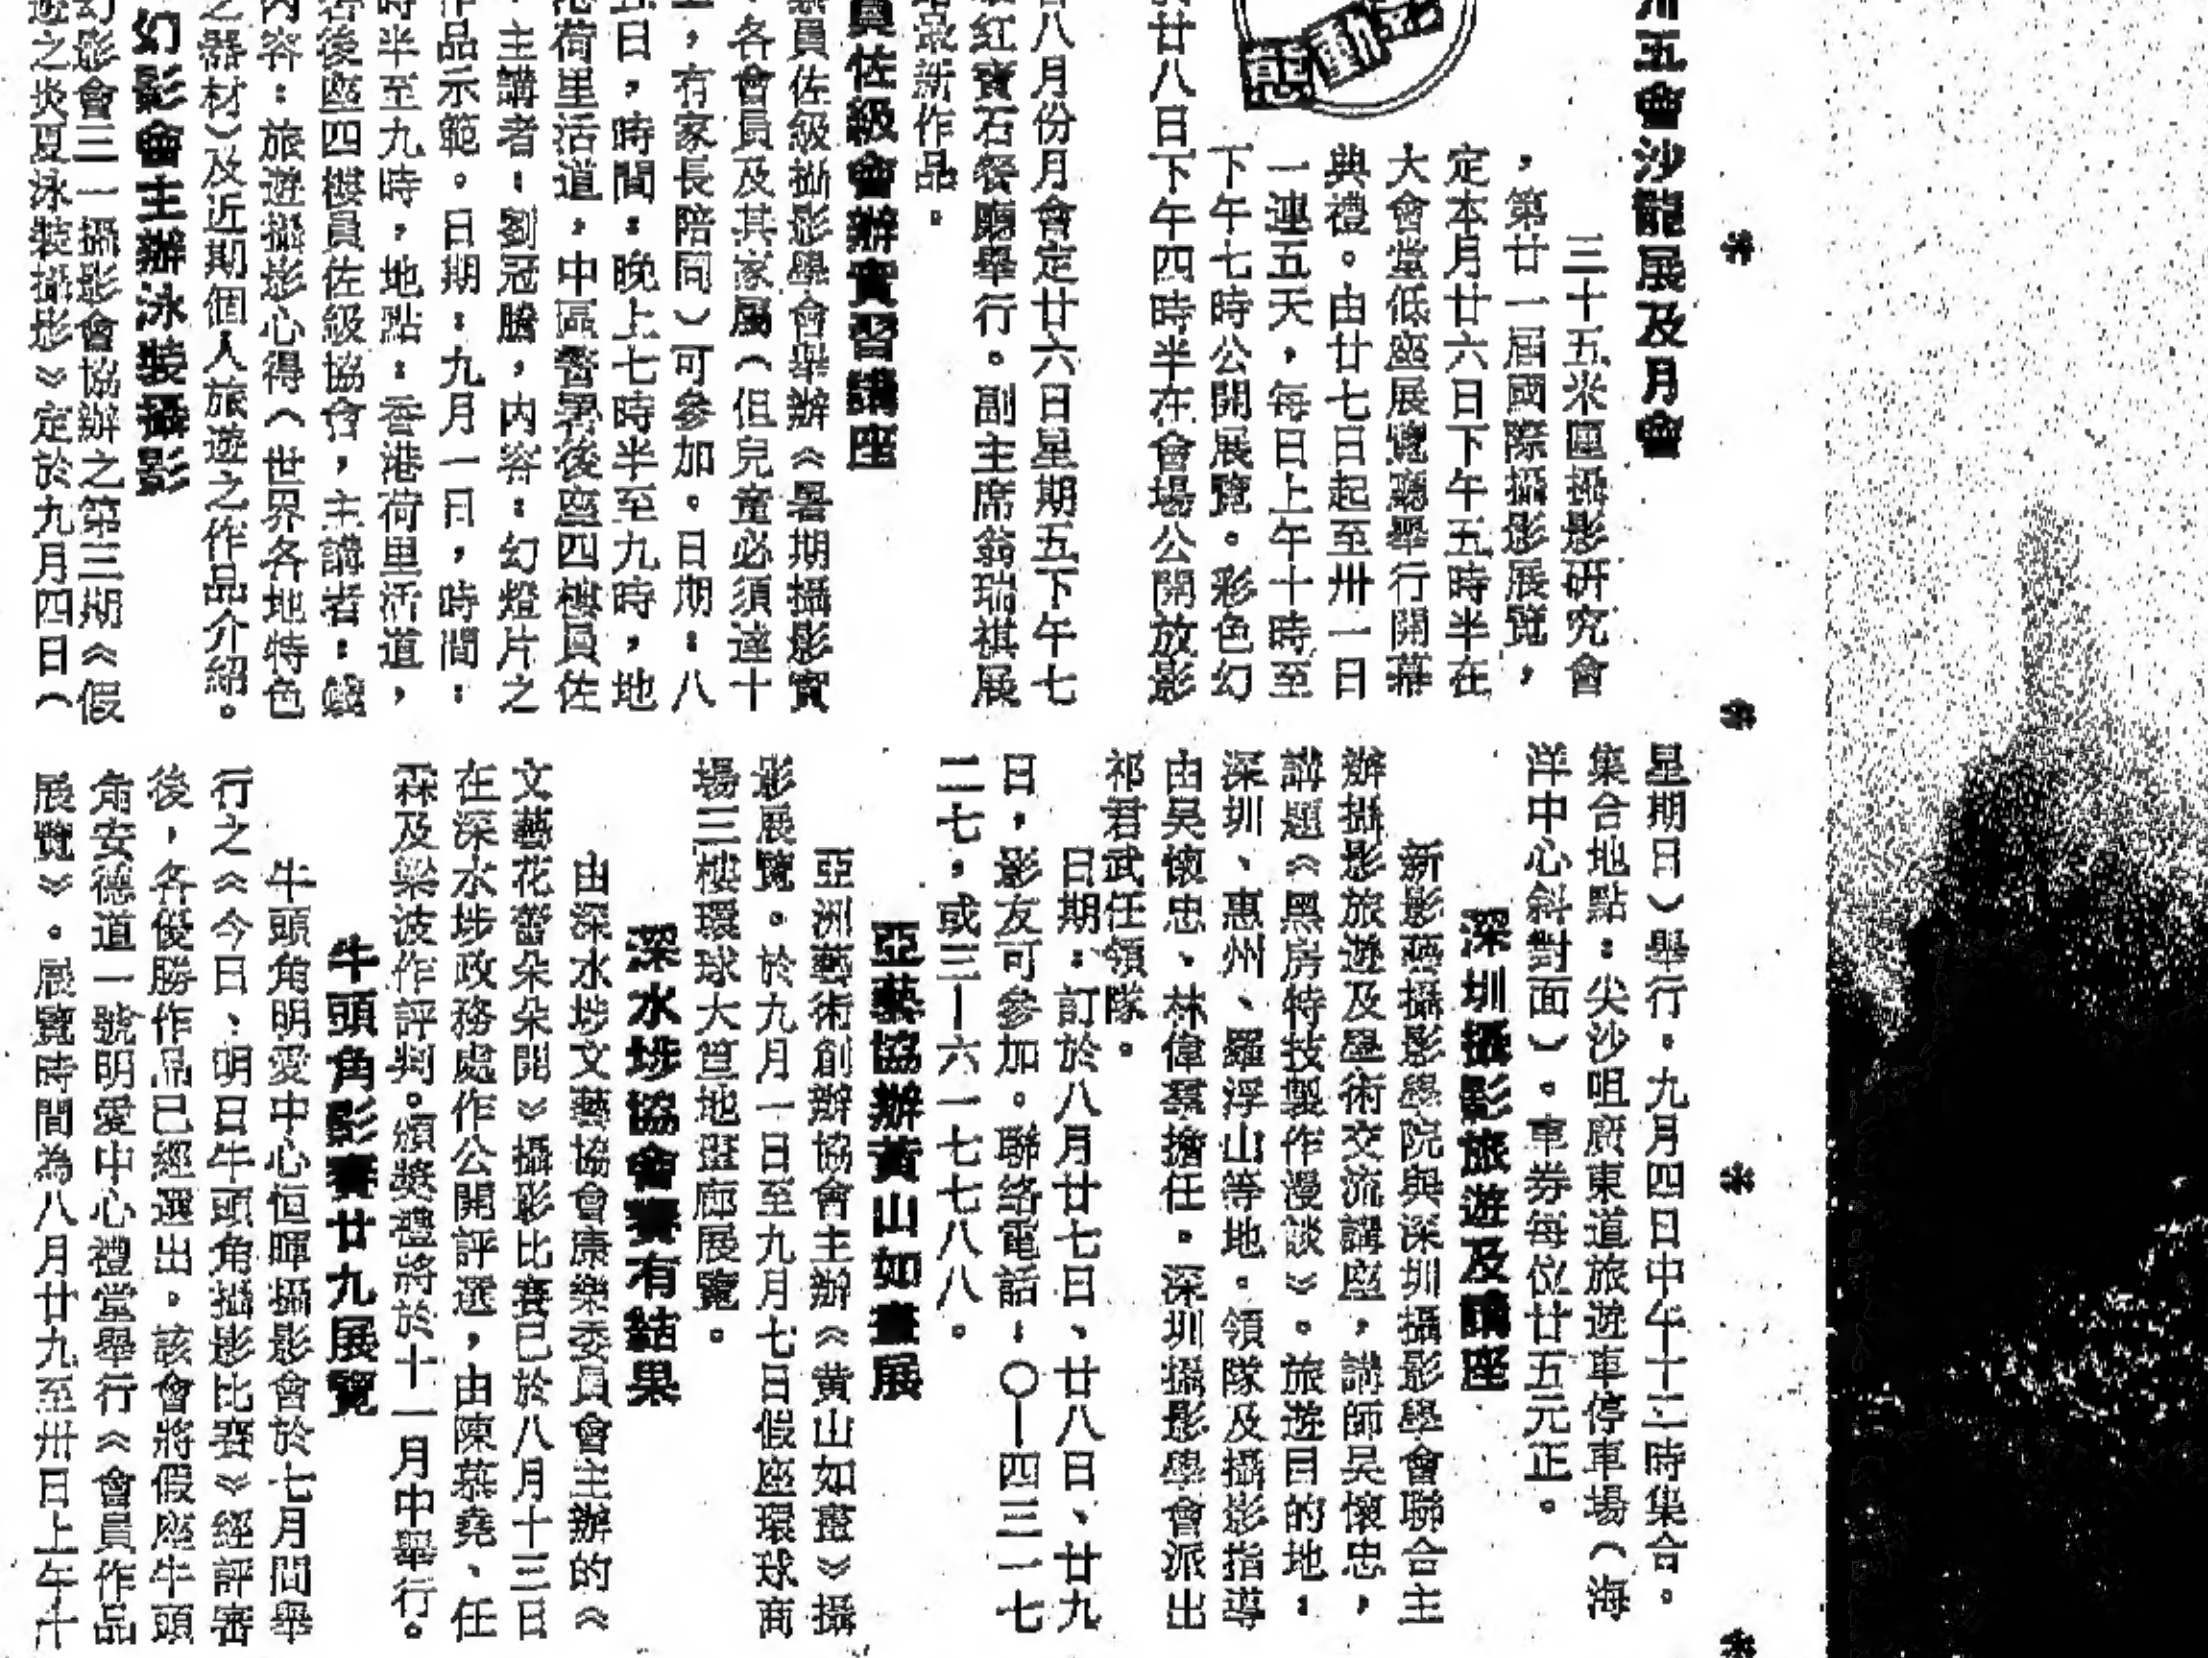 卅五會沙龍展及月會
三十五米厘攝影研究會
，第廿一屆國際攝影展覽，
定本月廿六日下午五時半在
大會堂低座展覽廳舉行開幕
典禮。由廿七日起至卅一日
一連五天，每日上午十時至
下午七時公開展覽。彩色幻
廿八日下午四時半在會場公開放影
八月份月會定廿六日星期五下午七
紅寶石餐廳舉行。副主席翁瑞祺展
最新作品。
員佐級會辦實習講座
員佐級攝影學會舉辦《暑期攝影實
各會員及其家屬（但兒童必須達十
，有家長陪同）可參加。日期：八
日，時間：晚上七時半至九時，地
港荷里活道，中區警署後座四樓員佐
，主講者：劉冠騰，內容：幻燈片之
作品示範。日期：九月一日，時間：
時半至九時，地點：香港荷里活道，
署後座四樓員佐級協會，主講者：
內容：旅遊攝影心得（世界各地特色
之器材）及近期個人旅遊之作品介紹。
幻影會主辦泳裝攝影
幻影會三一攝影會協辦之第三期《假
遊之炎夏泳裝攝影》定於九月四日（
星期日）舉行。九月四日中午十二時集合。
集合地點：尖沙咀廣東道旅遊車停車場（海
洋中心斜對面）。車券每位廿五元正。
深圳攝影旅遊及講座
新影藝攝影學院與深圳攝影學會聯合主
辦攝影旅遊及學術交流講座，講師吳懷忠，
講題《黑房特技製作漫談》。旅遊目的地：
深圳、惠州、羅浮山等地。領隊及攝影指導
由吳懷忠、林偉羣擔任。深圳攝影學會派出
祁君武任領隊。
日期：訂於八月廿七日、廿八日、廿九
日，影友可參加。聯絡電話：〇—四三一七
二七，或三—六一七七八八。
亞藝協辦黃山如畫展
亞洲藝術創辦協會主辦《黄山如畫》攝
影展覽。於九月一日至九月七日假座環球商
場三樓環球大笪地逛廊展覽。
深水埗協會賽有結果
由深水埗文藝協會康樂委員會主辦的《
文藝花蕾朵朵開》攝影比賽已於八月十三日
在深水埗政務處作公開評選，由陳慕堯、任
霖及梁波作評判。頒獎禮將於十一月中舉行。
牛頭角影賽廿九展覽
牛頭角明愛中心恒暉攝影會於七月間舉
行之《今日、明日牛頭角攝影比賽》經評審
後，各優勝作品已經選出。該會將假座牛頭
角安德道一號明愛中心禮堂舉行《會員作品
展覽》。展覽時間為八月廿九至卅日上午十